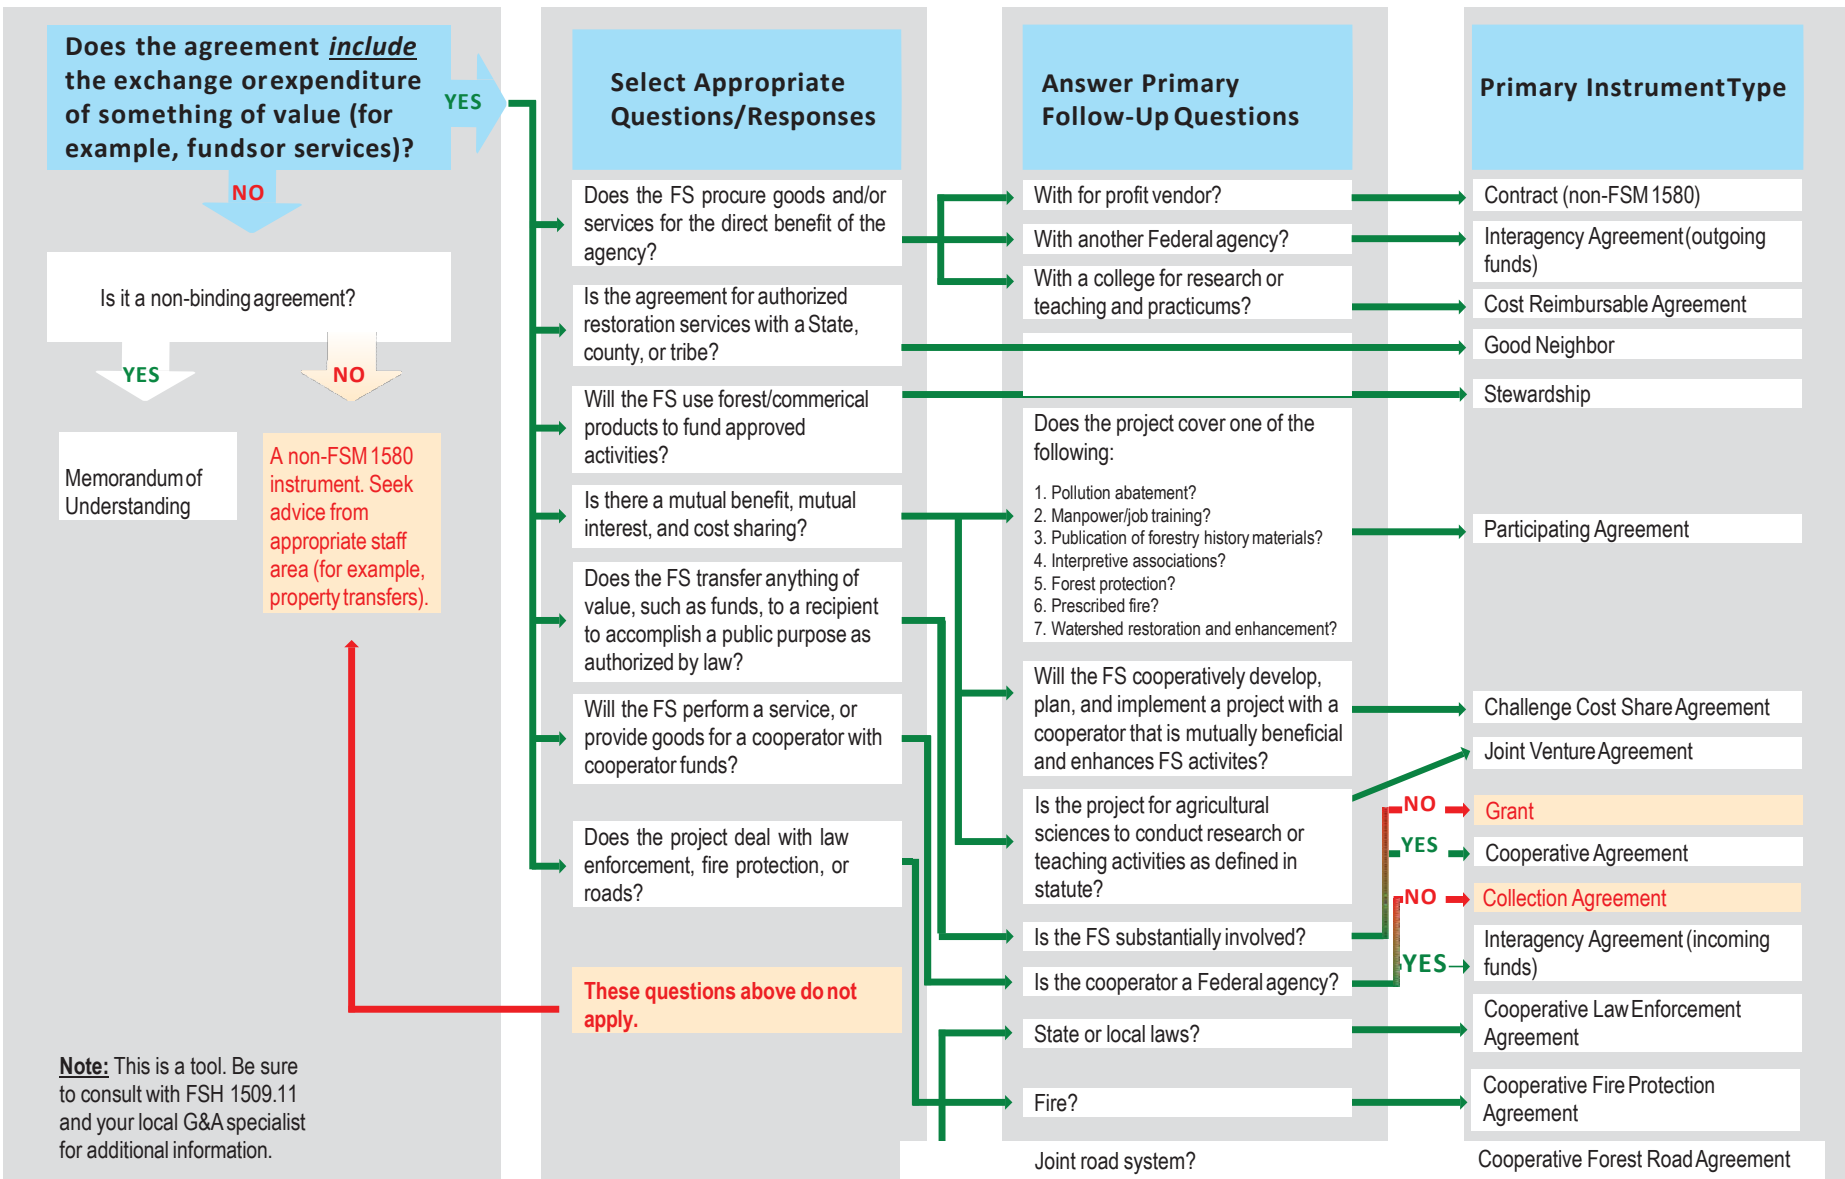 Does the agreement include
the exchange or expenditure
of something of value (for
example, funds or services)?
YES
NO
Is it a non-binding agreement?
YES
NO
Memorandum of
Understanding
A non-FSM 1580
instrument. Seek
advice from
appropriate staff
area (for example,
property transfers).
Note: This is a tool. Be sure
to consult with FSH 1509.11
and your local G&A specialist
for additional information.
Select Appropriate
Questions/Responses
Does the FS procure goods and/or
services for the direct benefit of the
agency?
Is the agreement for authorized
restoration services with a State,
county, or tribe?
Will the FS use forest/commerical
products to fund approved
activities?
Is there a mutual benefit, mutual
interest, and cost sharing?
Does the FS transfer anything of
value, such as funds, to a recipient
to accomplish a public purpose as
authorized by law?
Will the FS perform a service, or
provide goods for a cooperator with
cooperator funds?
Does the project deal with law
enforcement, fire protection, or
roads?
These questions above do not
apply.
Answer Primary
Follow-Up Questions
With for profit vendor?
With another Federal agency?
With a college for research or
teaching and practicums?
Does the project cover one of the
following:
1. Pollution abatement?
2. Manpower/job training?
3. Publication of forestry history materials?
4. Interpretive associations?
5. Forest protection?
6. Prescribed fire?
7. Watershed restoration and enhancement?
Will the FS cooperatively develop,
plan, and implement a project with a
cooperator that is mutually beneficial
and enhances FS activites?
Is the project for agricultural
sciences to conduct research or
teaching activities as defined in
statute?
Is the FS substantially involved?
Is the cooperator a Federal agency?
State or local laws?
Fire?
Joint road system?
NO
YES
NO
YES
Primary Instrument Type
Contract (non-FSM 1580)
Interagency Agreement (outgoing
funds)
Cost Reimbursable Agreement
Good Neighbor
Stewardship
Participating Agreement
Challenge Cost Share Agreement
Joint Venture Agreement
Grant
Cooperative Agreement
Collection Agreement
Interagency Agreement (incoming
funds)
Cooperative Law Enforcement
Agreement
Cooperative Fire Protection
Agreement
Cooperative Forest Road Agreement